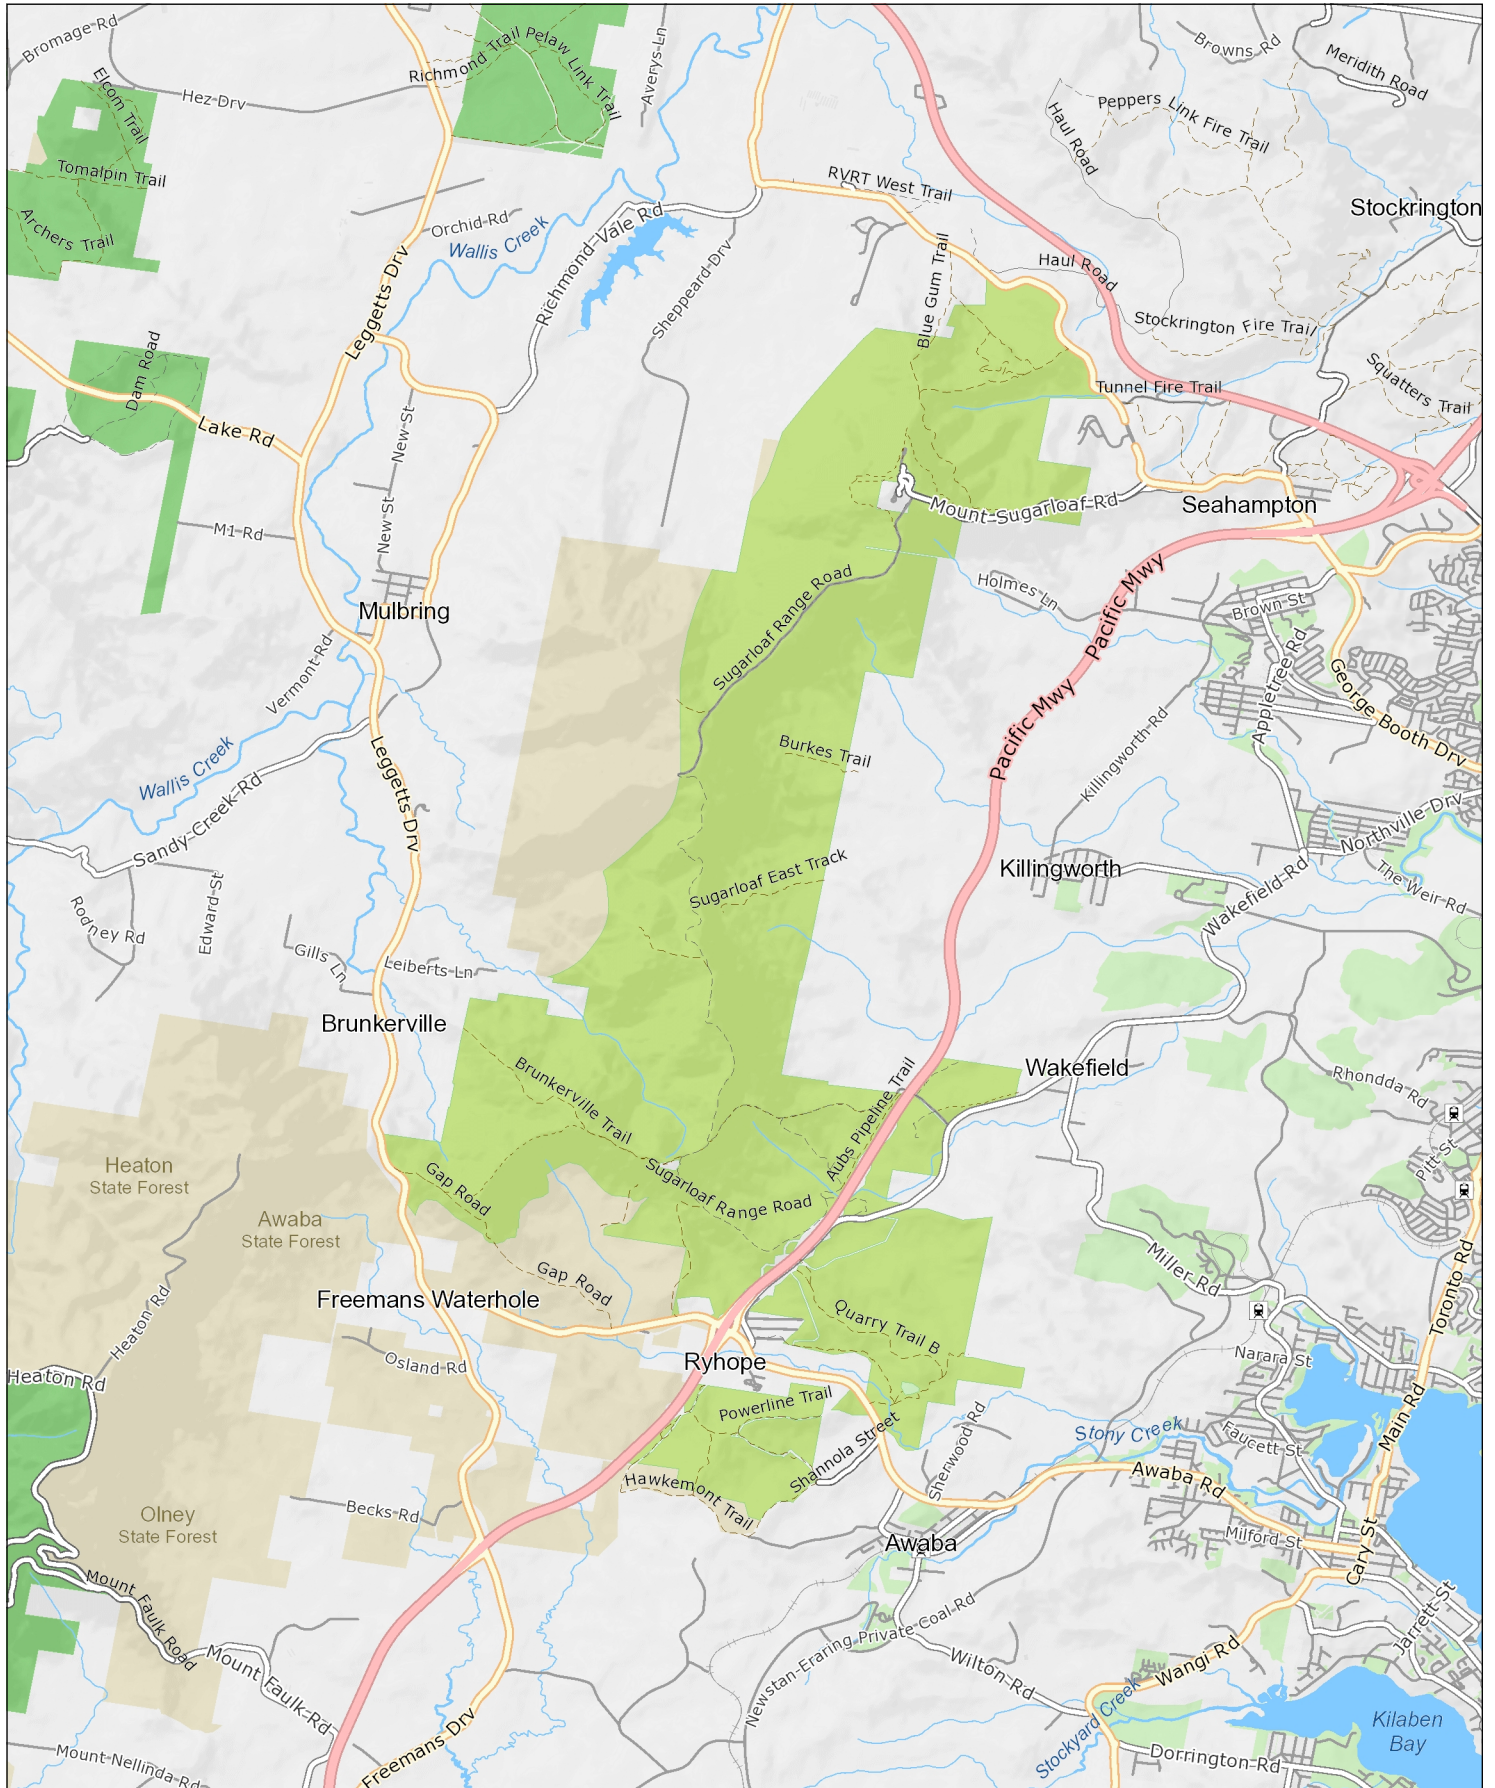 Bromage Rd
Elcom Trail
Hez Drv
Richmond Trail
Pelaw Link Trail
Averys Ln
Browns Rd
Meridith Road
Peppers Link Fire Trail
Haul Road
Tomalpin Trail
Archers Trail
RVRT West Trail
Stockrington
Orchid Rd
Wallis Creek
Richmond Vale Rd
Sheppeard Drv
Leggetts Drv
Blue Gum Trail
Haul Road
Stockrington Fire Trail
Dam Road
Squatters Trail
Tunnel Fire Trail
Lake Rd
New St
Mount Sugarloaf Rd
Seahampton
M1 Rd
New St
Pacific Mwy
Holmes Ln
Sugarloaf Range Road
Brown St
Mulbring
Vermont Rd
Appletree Rd
George Booth Drv
Pacific Mwy
Killingworth Rd
Burkes Trail
Wallis Creek
Leggetts Drv
Sandy Creek Rd
Northville Drv
Killingworth
Sugarloaf East Track
The Weir Rd
Wakefield Rd
Rodney Rd
Edward St
Gills Ln
Leiberts Ln
Brunkerville
Wakefield
Brunkerville Trail
Aubs Pipeline Trail
Rhondda Rd
Pitt St
Heaton
State Forest
Gap Road
Sugarloaf Range Road
Awaba
State Forest
Gap Road
Miller Rd
Toronto Rd
Freemans Waterhole
Heaton Rd
Quarry Trail B
Osland Rd
Ryhope
Narara St
Heaton Rd
Powerline Trail
Main Rd
Shannola Street
Sherwood Rd
Stony Creek
Faucett St
Hawkemont Trail
Awaba Rd
Becks Rd
Olney
State Forest
Milford St
Awaba
Cary St
Mount Faulk Road
Jarrett St
Newstan-Eraring Private Coal Rd
Mount Faulk Rd
Wilton Rd
Wangi Rd
Stockyard Creek
Kilaben
Bay
Freemans Drv
Mount Nellinda Rd
Dorrington Rd